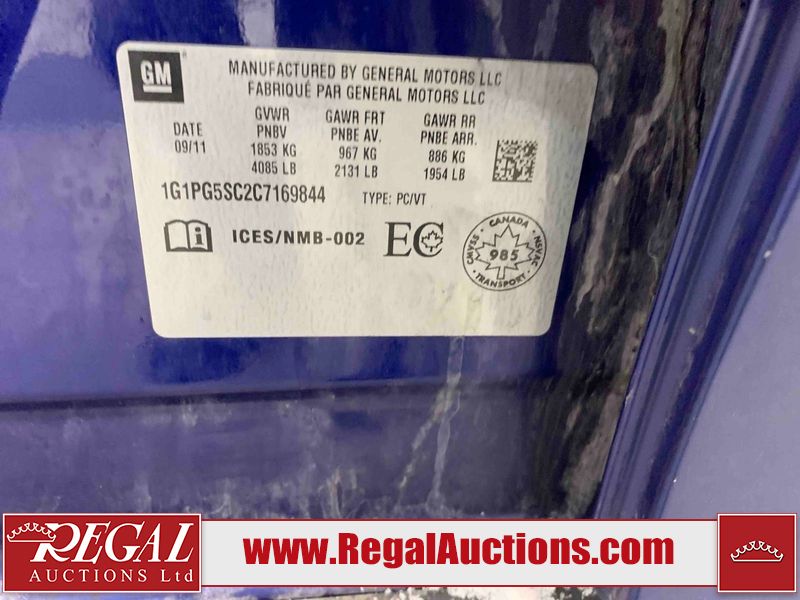 GM
MANUFACTURED BY GENERAL MOTORS LLC
FABRIQUÉ PAR GENERAL MOTORS LLC
DATE
09/11
GVWR
PNBV
1853 KG
4085 LB
GAWR FRT
PNBE AV.
967 KG
2131 LB
GAWR RR
PNBE ARR.
886 KG
1954 LB
1G1PG5SC2C7169844 TYPE: PC/VT
i ICES/NMB-002 EC
CANADA
CMVSS 985 NSVAC
TRANSPORT
REGAL
AUCTIONS Ltd
www.RegalAuctions.com